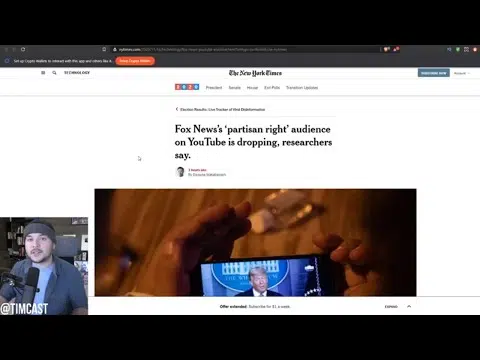 Set up Crypto Wallets to interact with this app and others like it.
TECHNOLOGY
The New York Times
SUBSCRIBE NOW
2020
President
Senate
House
Exit Polls
Transition Updates
Election Results: Live Tracker of Viral Disinformation
Fox News's 'partisan right' audience
on YouTube is dropping, researchers
say.
Offer extended. Subscribe for $1 a week.
EXPAND
@TIMCAST